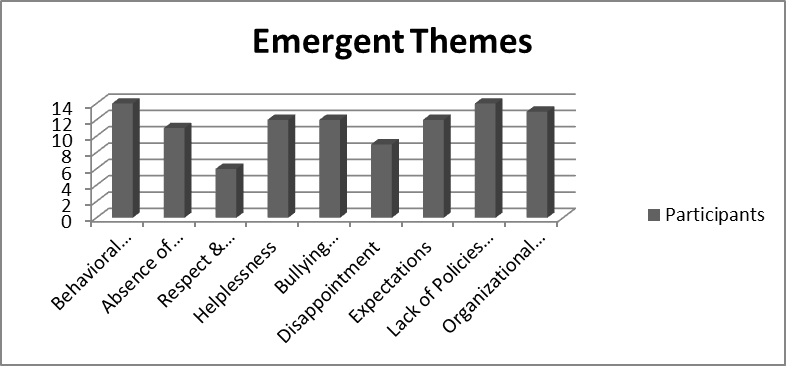 Emergent Themes
14
12
10
8
6
4
2
0
Behavioral...
Absence of...
Respect &...
Helplessness
Bullying...
Disappointment
Expectations
Lack of Policies...
Organizational...
Participants